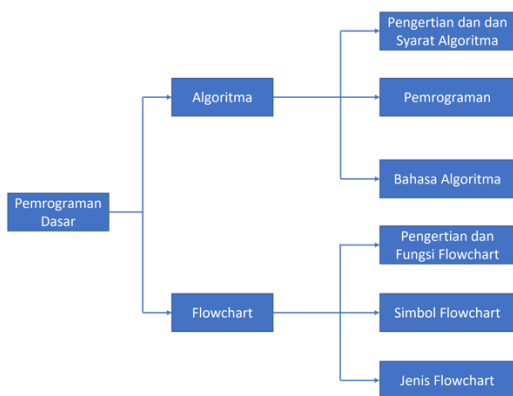 Pengertian dan dan
Syarat Algoritma
Algoritma
Pemrograman
Bahasa Algoritma
Pemrograman
Dasar
Pengertian dan
Fungsi Flowchart
Flowchart
Simbol Flowchart
Jenis Flowchart